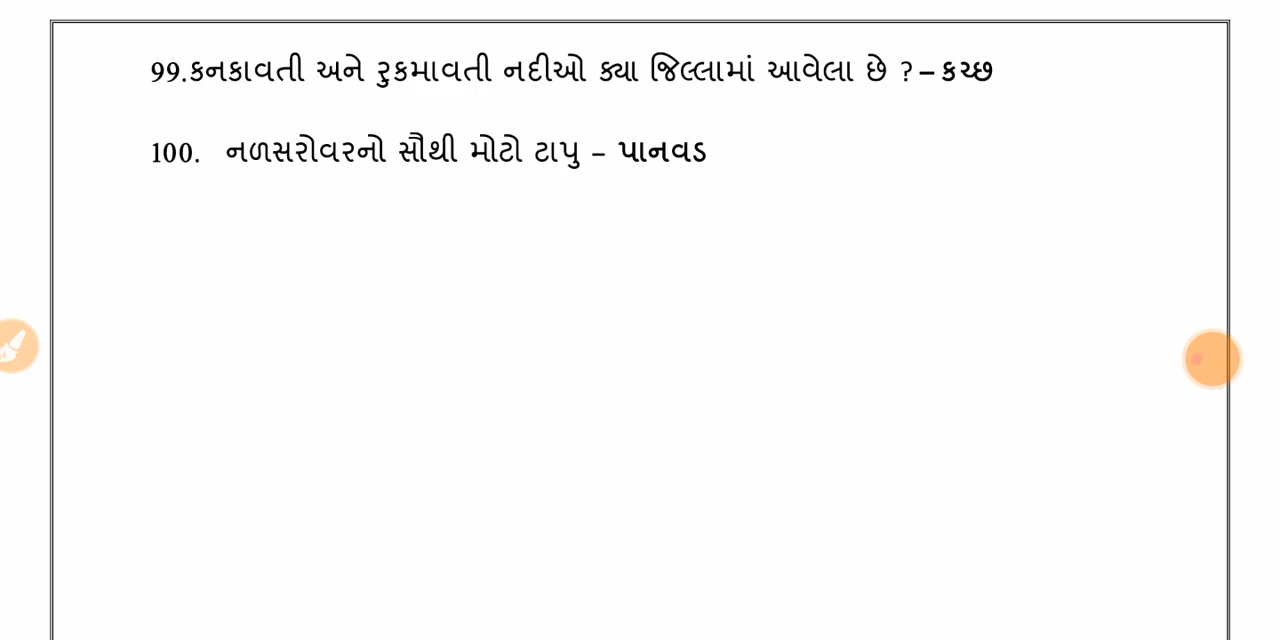 99.કનકાવતી અને રુકમાવતી નદીઓ ક્યા જિલ્લામાં આવેલા છે ? – કચ્છ
100. નળસરોવરનો સૌથી મોટો ટાપુ – પાનવડ